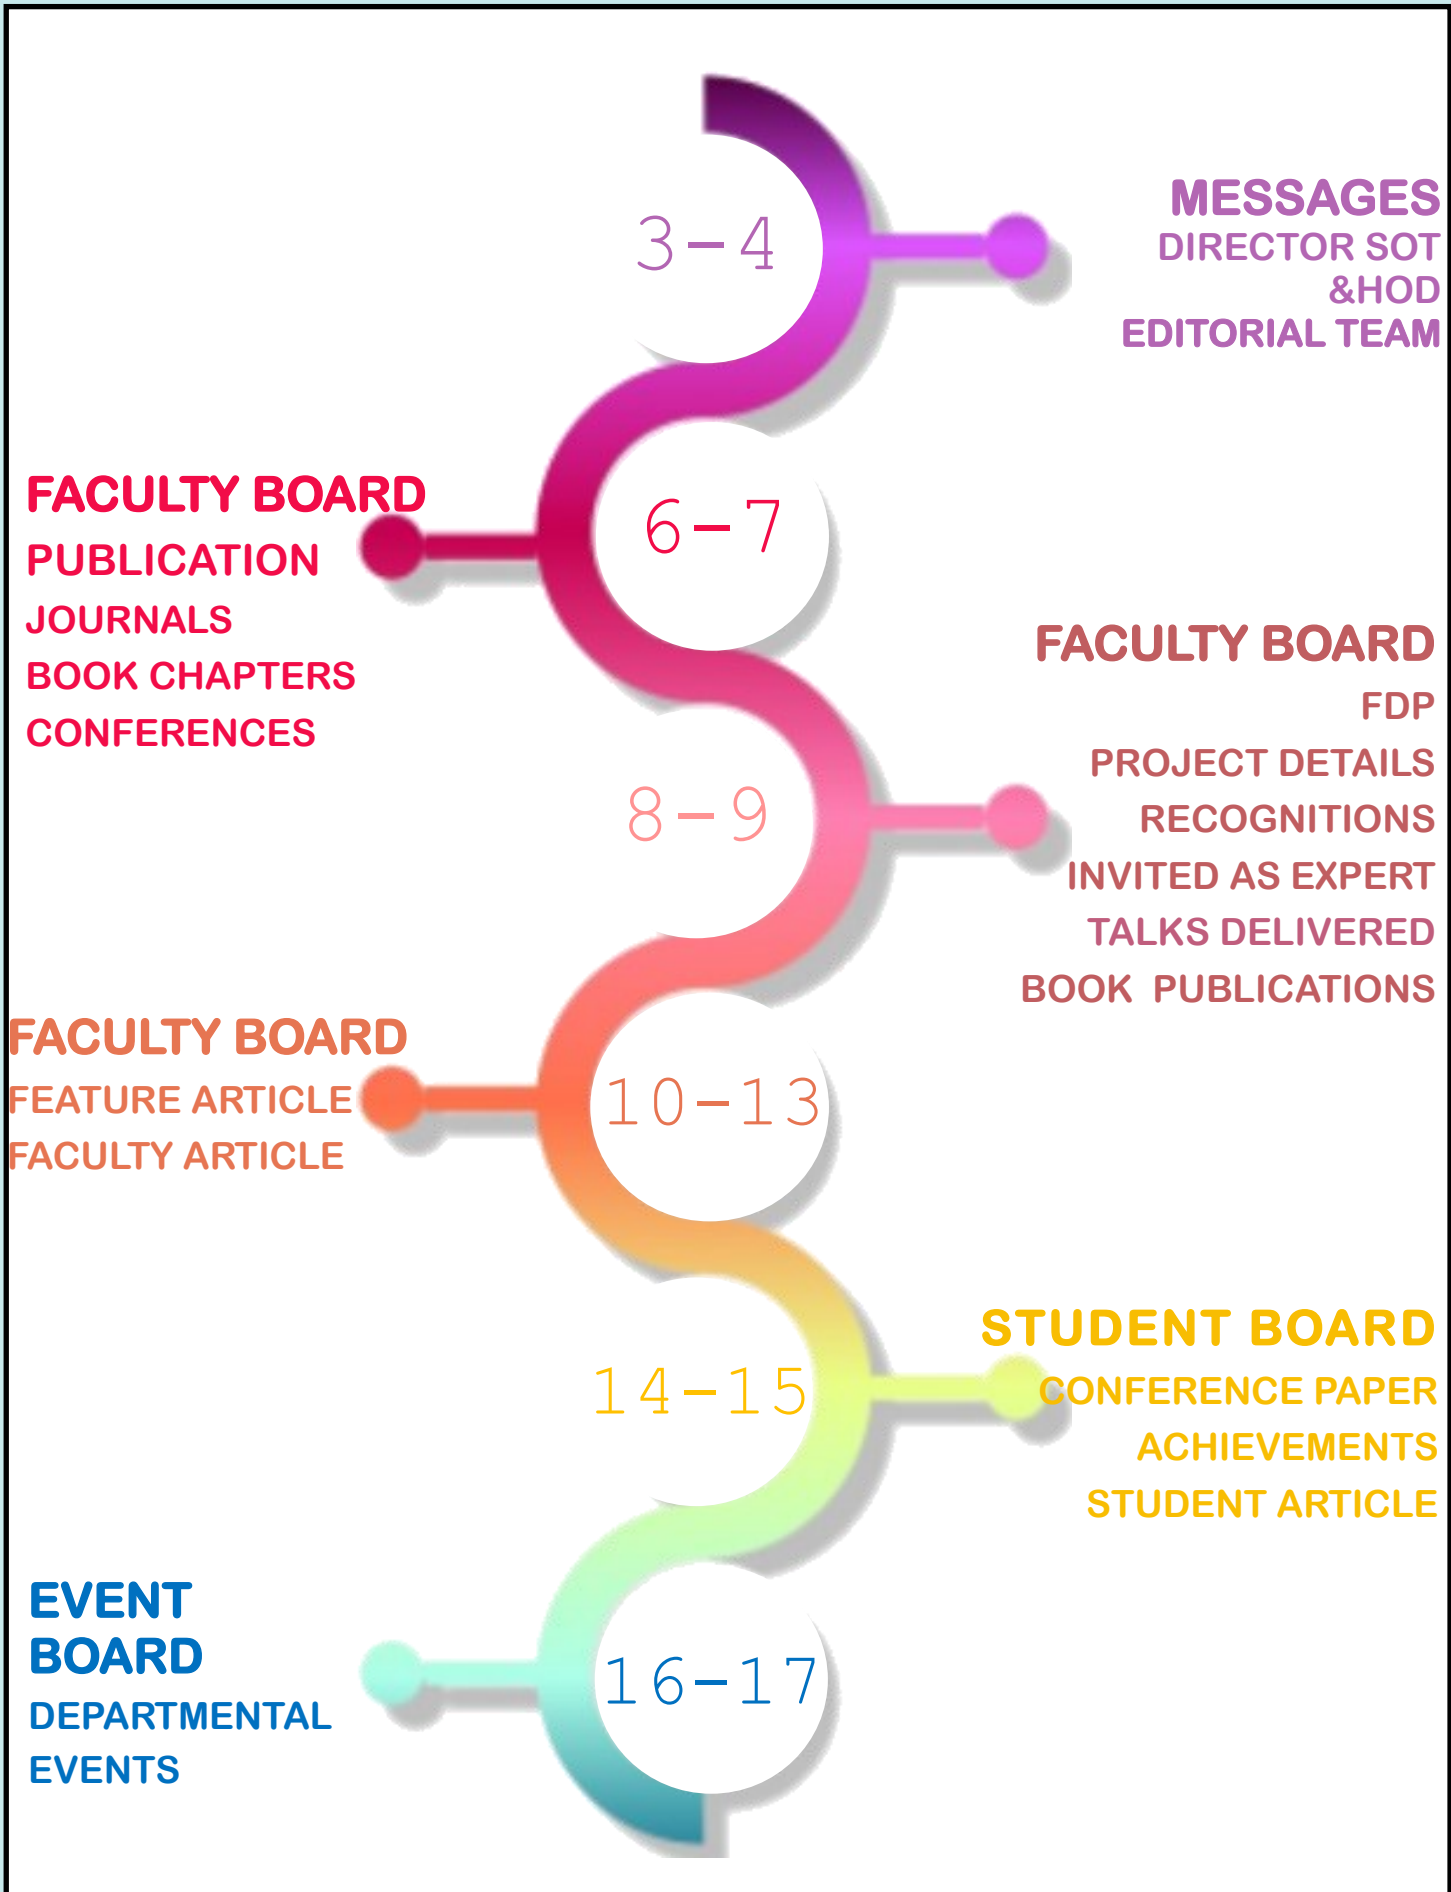 3-4
MESSAGES
DIRECTOR SOT
&HOD
EDITORIAL TEAM
6-7
FACULTY BOARD
PUBLICATION
JOURNALS
BOOK CHAPTERS
CONFERENCES
8-9
FACULTY BOARD
FDP
PROJECT DETAILS
RECOGNITIONS
INVITED AS EXPERT
TALKS DELIVERED
BOOK PUBLICATIONS
10-13
FACULTY BOARD
FEATURE ARTICLE
FACULTY ARTICLE
14-15
STUDENT BOARD
CONFERENCE PAPER
ACHIEVEMENTS
STUDENT ARTICLE
16-17
EVENT
BOARD
DEPARTMENTAL
EVENTS